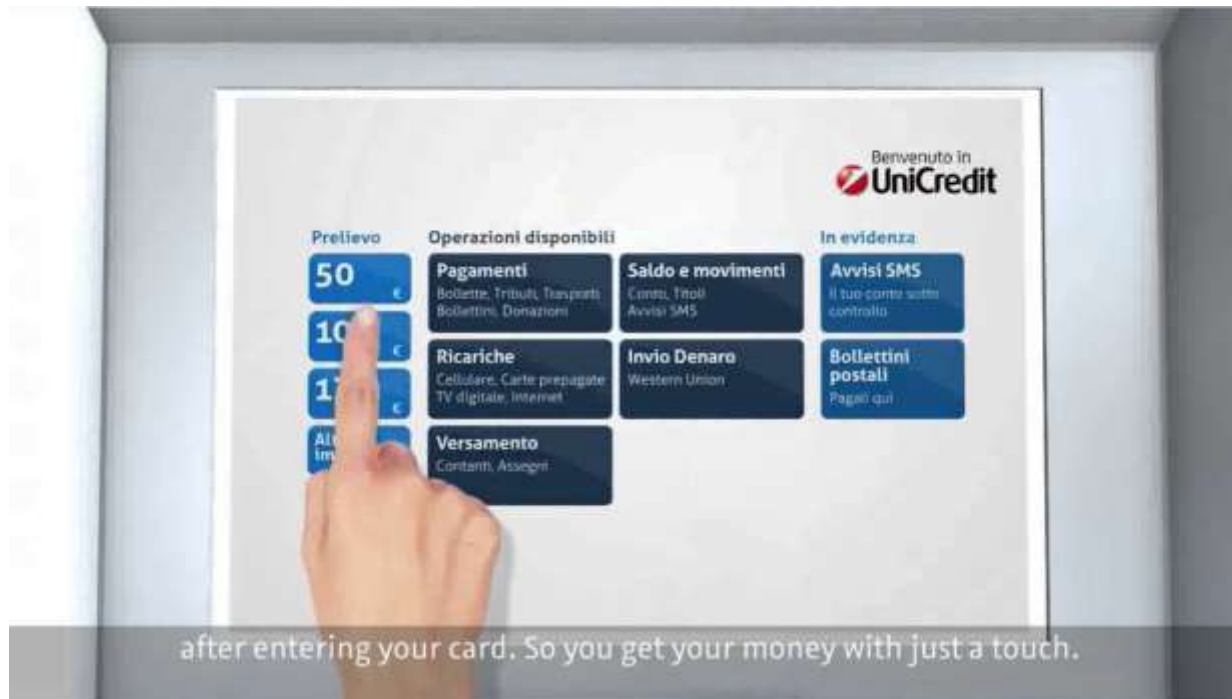 Benvenuto in
UniCredit
Prelievo
50
€
€
€
Operazioni disponibili
Pagamenti
Bollette, Tributi, Trasporti
Bollettini, Donazioni
Saldo e movimenti
Conto, Titoli
Avvisi SMS
Ricariche
Cellulare, Carte prepagate
TV digitale, Internet
Invio Denaro
Western Union
Versamento
Contanti, Assegni
In evidenza
Avvisi SMS
Il tuo conto sotto
controllo
Bollettini
postali
Pagali qui
after entering your card. So you get your money with just a touch.